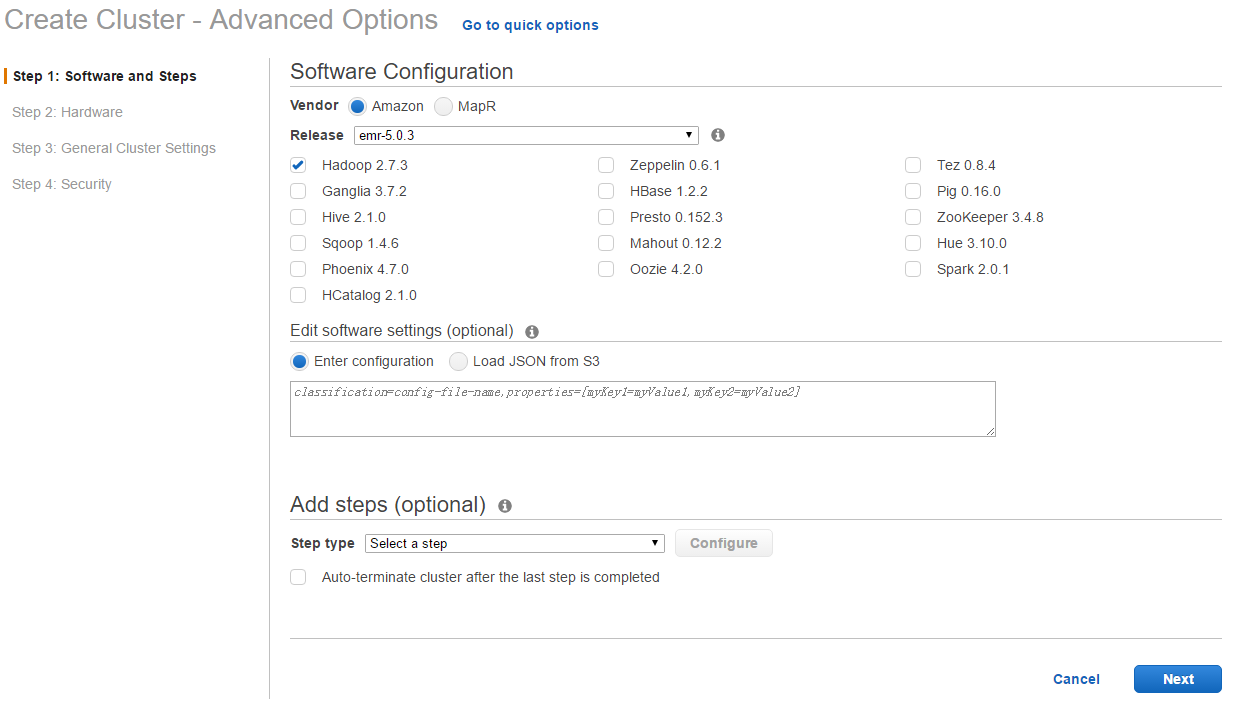 Create Cluster - Advanced Options Go to quick options
Step 1: Software and Steps
Step 2: Hardware
Step 3: General Cluster Settings
Step 4: Security
Software Configuration
Vendor Amazon MapR
Release emr-5.0.3
Hadoop 2.7.3 Zeppelin 0.6.1 Tez 0.8.4
Ganglia 3.7.2 HBase 1.2.2 Pig 0.16.0
Hive 2.1.0 Presto 0.152.3 ZooKeeper 3.4.8
Sqoop 1.4.6 Mahout 0.12.2 Hue 3.10.0
Phoenix 4.7.0 Oozie 4.2.0 Spark 2.0.1
HCatalog 2.1.0
Edit software settings (optional)
Enter configuration Load JSON from S3
classification=config-file-name,properties=[myKey1=myValue1,myKey2=myValue2]
Add steps (optional)
Step type Select a step Configure
Auto-terminate cluster after the last step is completed
Cancel Next